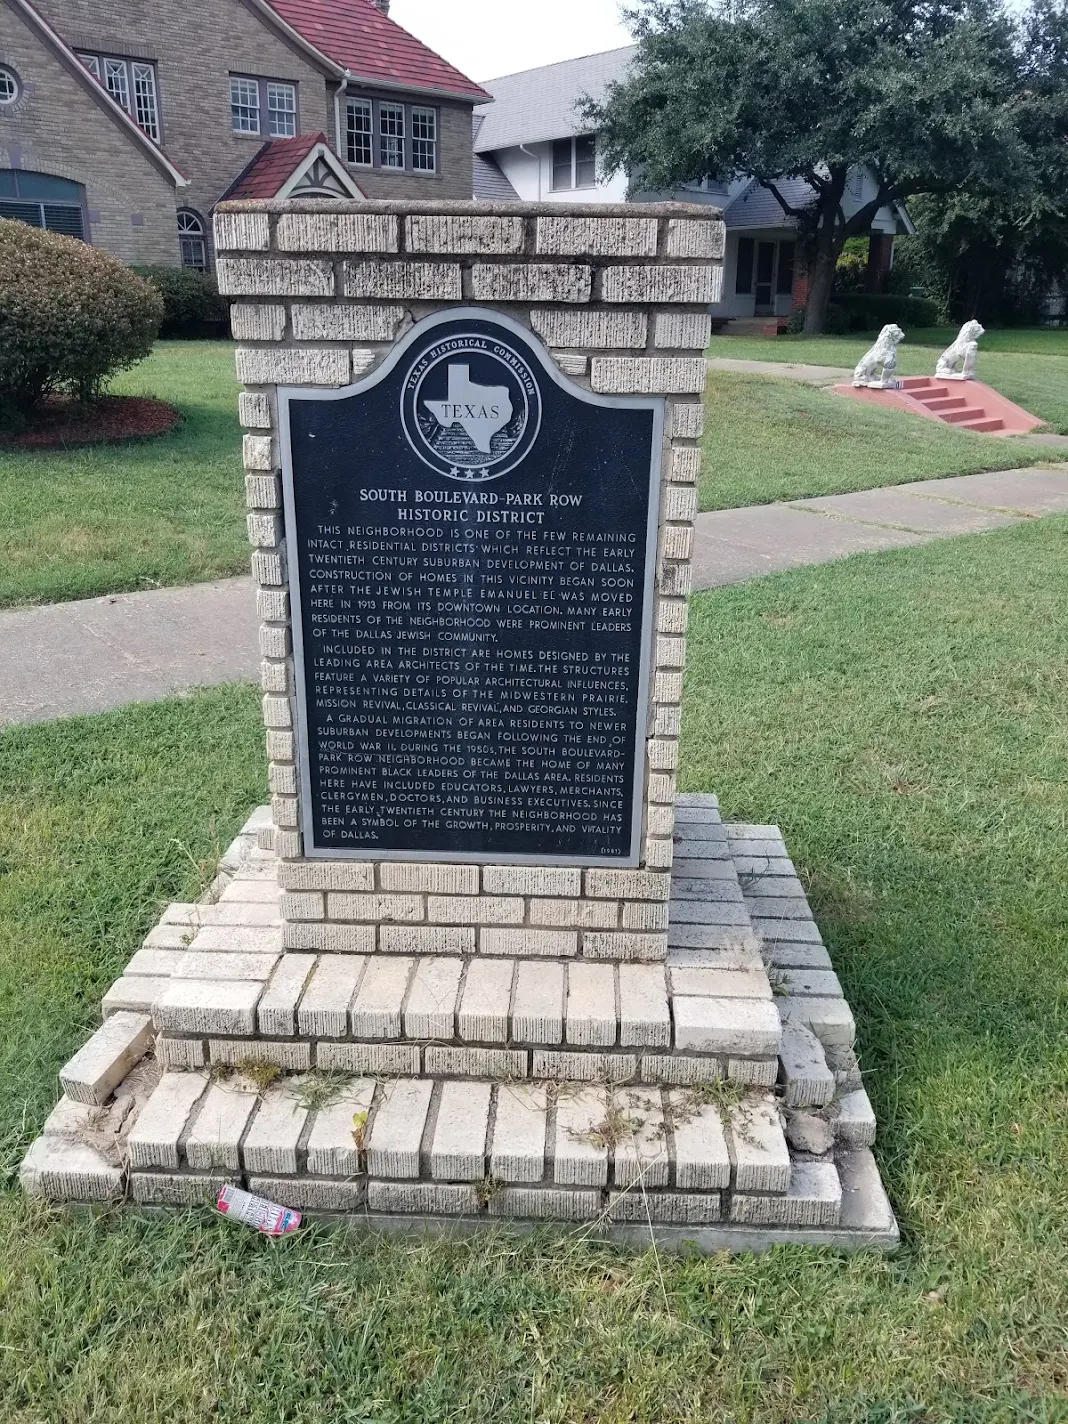 TEXAS HISTORICAL COMMISSION
TEXAS
SOUTH BOULEVARD-PARK ROW
HISTORIC DISTRICT
THIS NEIGHBORHOOD IS ONE OF THE FEW REMAINING
INTACT RESIDENTIAL DISTRICTS WHICH REFLECT THE EARLY
TWENTIETH CENTURY SUBURBAN DEVELOPMENT OF DALLAS.
CONSTRUCTION OF HOMES IN THIS VICINITY BEGAN SOON
AFTER THE JEWISH TEMPLE EMANUEL EL WAS MOVED
HERE IN 1913 FROM ITS DOWNTOWN LOCATION. MANY EARLY
RESIDENTS OF THE NEIGHBORHOOD WERE PROMINENT LEADERS
OF THE DALLAS JEWISH COMMUNITY.
INCLUDED IN THE DISTRICT ARE HOMES DESIGNED BY THE
LEADING AREA ARCHITECTS OF THE TIME. THE STRUCTURES
FEATURE A VARIETY OF POPULAR ARCHITECTURAL INFLUENCES,
REPRESENTING DETAILS OF THE MIDWESTERN PRAIRIE,
MISSION REVIVAL, CLASSICAL REVIVAL, AND GEORGIAN STYLES.
A GRADUAL MIGRATION OF AREA RESIDENTS TO NEWER
SUBURBAN DEVELOPMENTS BEGAN FOLLOWING THE END OF
WORLD WAR II. DURING THE 1950s, THE SOUTH BOULEVARD-
PARK ROW NEIGHBORHOOD BECAME THE HOME OF MANY
PROMINENT BLACK LEADERS OF THE DALLAS AREA. RESIDENTS
HERE HAVE INCLUDED EDUCATORS, LAWYERS, MERCHANTS,
CLERGYMEN, DOCTORS, AND BUSINESS EXECUTIVES. SINCE
THE EARLY TWENTIETH CENTURY THE NEIGHBORHOOD HAS
BEEN A SYMBOL OF THE GROWTH, PROSPERITY, AND VITALITY
OF DALLAS.
(1981)